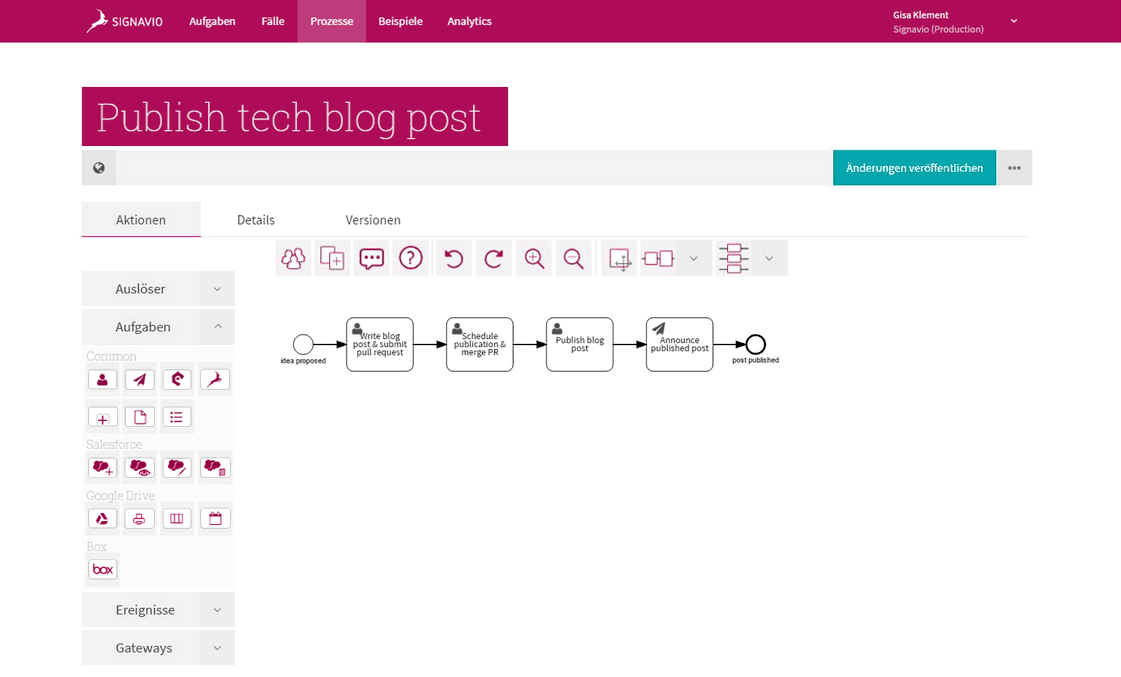 SIGNAVIO Aufgaben Fälle Prozesse Beispiele Analytics
Gisa Klement
Signavio (Production)
Publish tech blog post
Änderungen veröffentlichen
Aktionen Details Versionen
Auslöser
Aufgaben
Common
Salesforce
Google Drive
Box
box
Ereignisse
Gateways
idea proposed
Write blog
post & submit
pull request
Schedule
publication &
merge PR
Publish blog
post
Announce
published post
post published